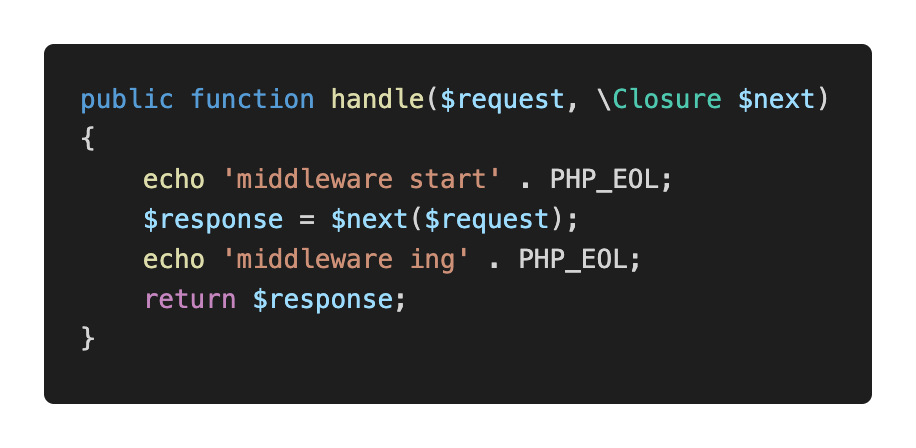 public function handle($request, \Closure $next)
{
    echo 'middleware start' . PHP_EOL;
    $response = $next($request);
    echo 'middleware ing' . PHP_EOL;
    return $response;
}